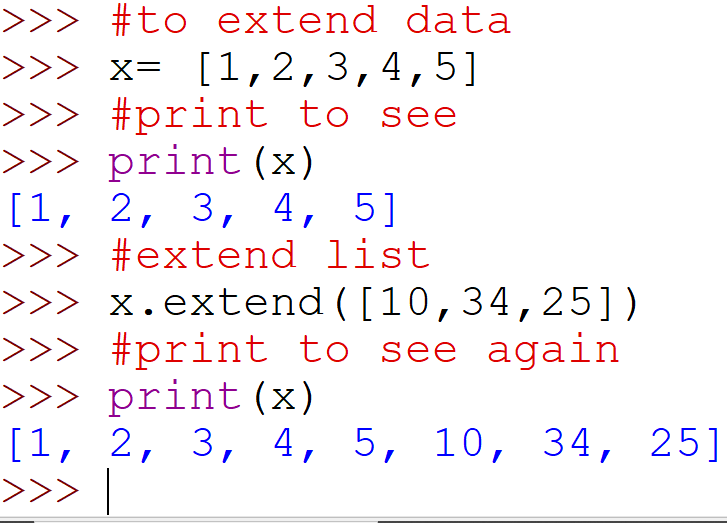 >>> #to extend data
>>> x= [1,2,3,4,5]
>>> #print to see
>>> print(x)
[1, 2, 3, 4, 5]
>>> #extend list
>>> x.extend([10,34,25])
>>> #print to see again
>>> print(x)
[1, 2, 3, 4, 5, 10, 34, 25]
>>>